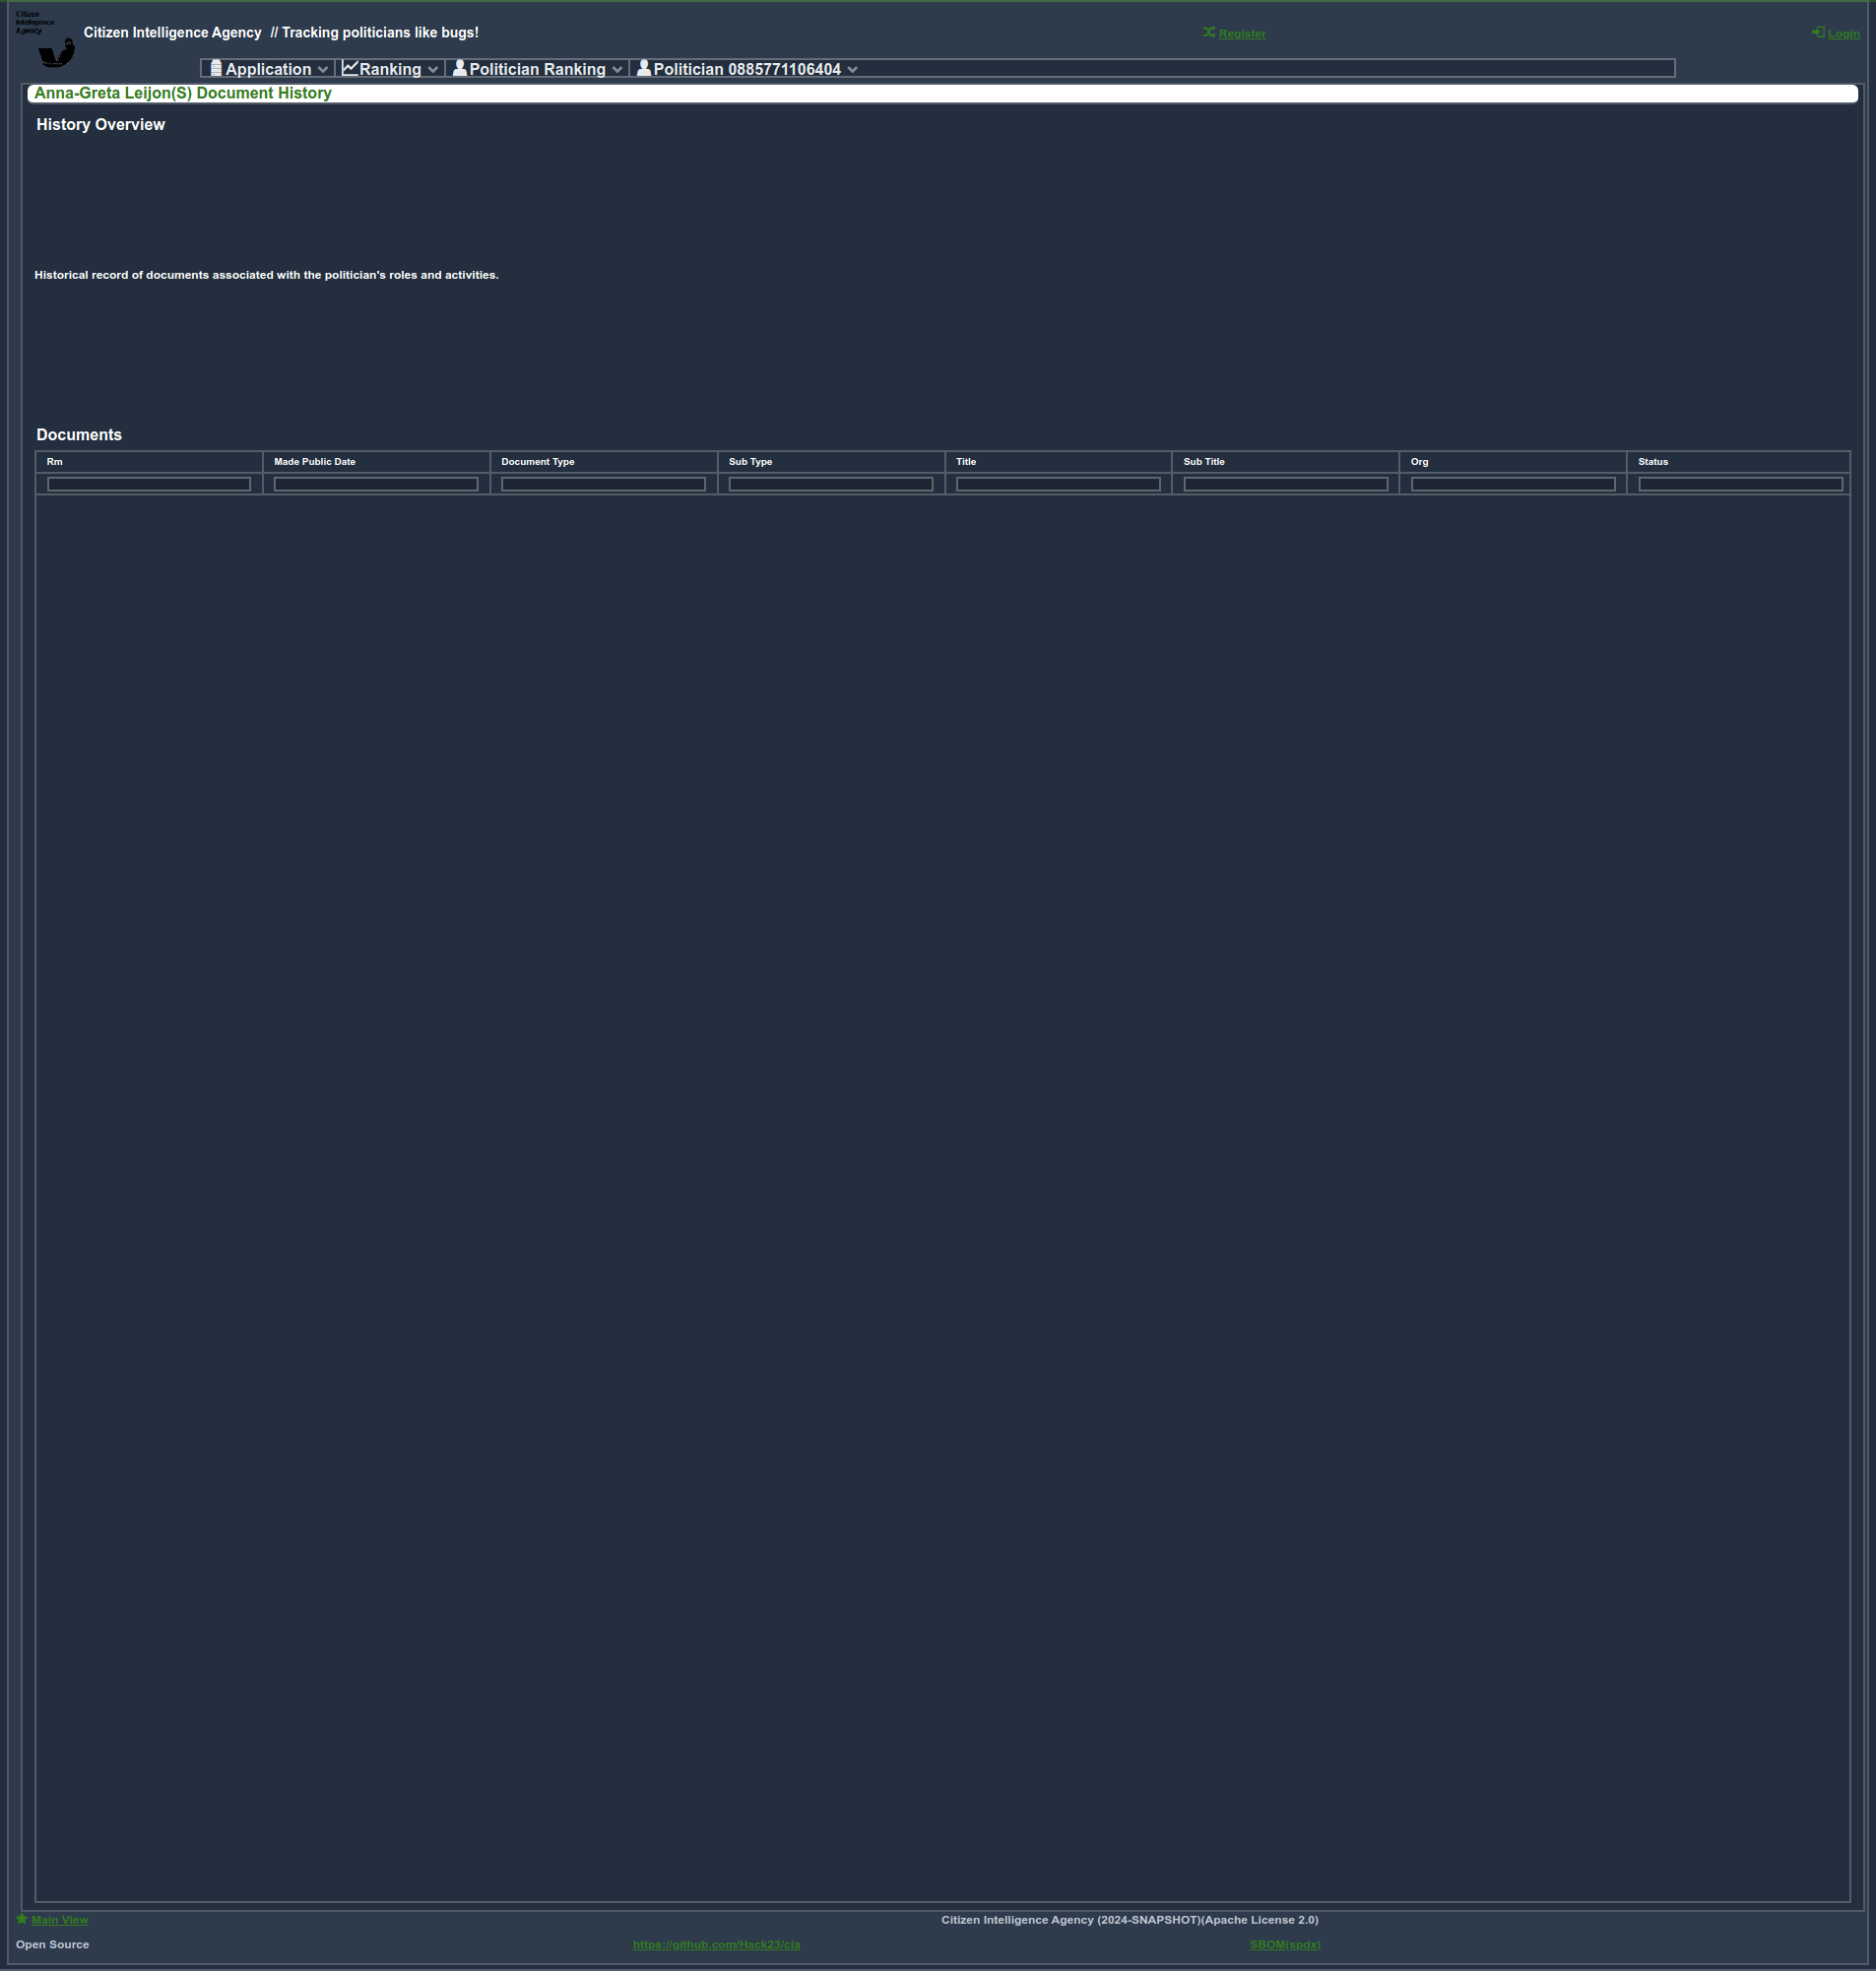 Citizen
Intelligence
Agency
Citizen Intelligence Agency // Tracking politicians like bugs!
Register
Login
Application
Ranking
Politician Ranking
Politician 0885771106404
Anna-Greta Leijon(S) Document History
History Overview
Historical record of documents associated with the politician's roles and activities.
Documents
Rm
Made Public Date
Document Type
Sub Type
Title
Sub Title
Org
Status
Main View
Citizen Intelligence Agency (2024-SNAPSHOT)(Apache License 2.0)
Open Source
https://github.com/Hack23/cia
SBOM(spdx)